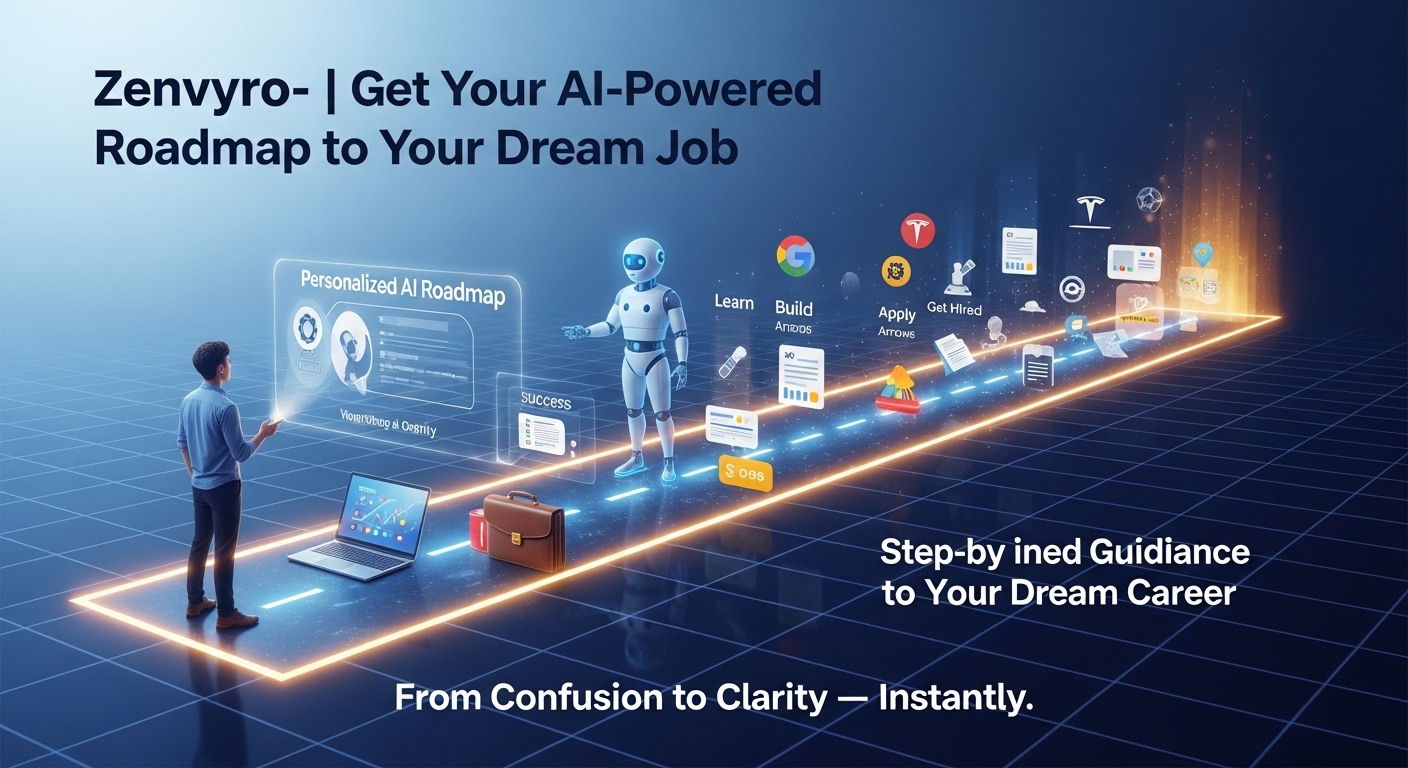 Zenvyro- | Get Your AI-Powered
Roadmap to Your Dream Job
Personalized AI Roadmap
success
Learn
Build
Apply
Arrows
Get Hired
Step-by ined Guidiance
to Your Dream Career
From Confusion to Clarity — Instantly.